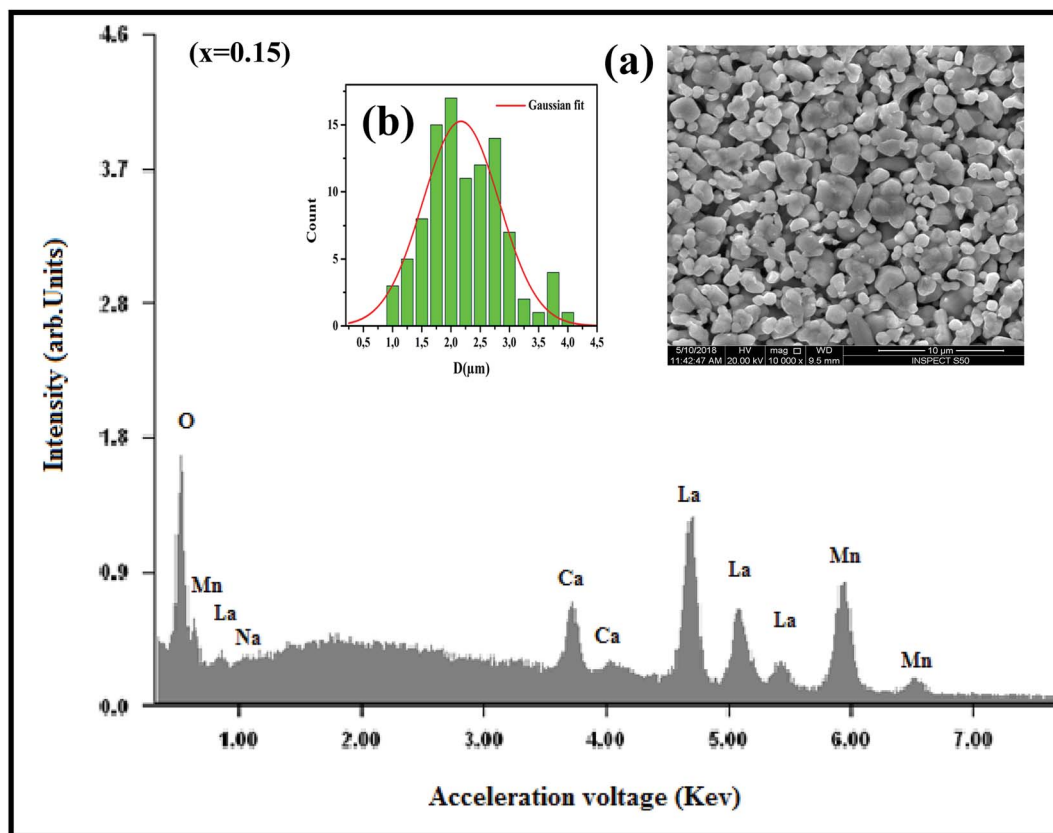 4.6
(x=0.15)
(a)
(b)
Gaussian fit
15
10
5
0
Count
0,5 1,0 1,5 2,0 2,5 3,0 3,5 4,0 4,5
D(µm)
5/10/2018 HV mag WD 10 µm
11:42:47 AM 20.00 kV 10 000 x 9.5 mm INSPECT S50
3.7
2.8
1.8
0.9
0.0
Intensity (arb.Units)
O
Mn
La
Na
Ca
Ca
La
La
La
Mn
Mn
1.00 2.00 3.00 4.00 5.00 6.00 7.00
Acceleration voltage (Kev)